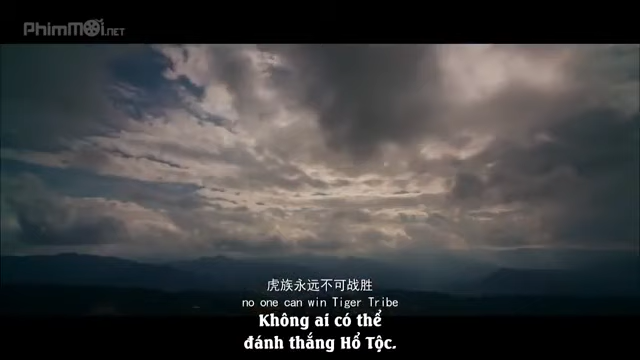 PhimMơi.NET
虎族永远不可战胜
no one can win Tiger Tribe
Không ai có thể
đánh thắng Hổ Tộc.